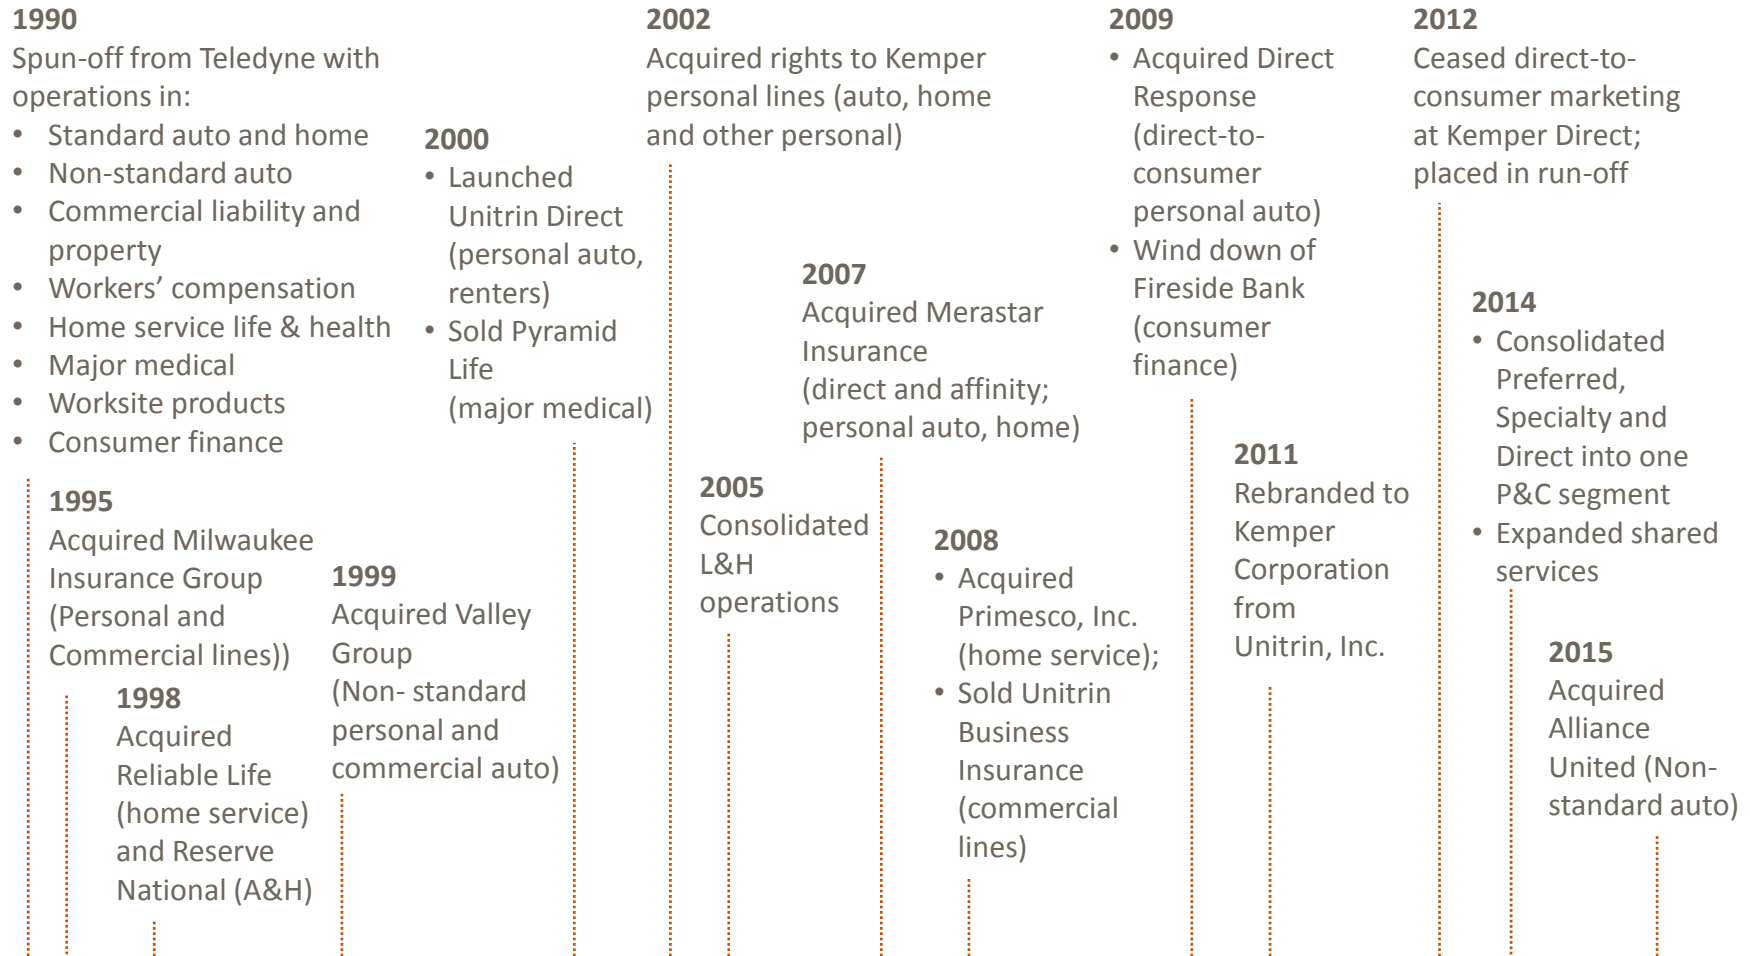 1990
Spun-off from Teledyne with
operations in:
• Standard auto and home
• Non-standard auto
• Commercial liability and
property
• Workers’ compensation
• Home service life & health
• Major medical
• Worksite products
• Consumer finance
1995
Acquired Milwaukee
Insurance Group
(Personal and
Commercial lines))
1998
Acquired
Reliable Life
(home service)
and Reserve
National (A&H)
1999
Acquired Valley
Group
(Non- standard
personal and
commercial auto)
2000
• Launched
Unitrin Direct
(personal auto,
renters)
• Sold Pyramid
Life
(major medical)
2002
Acquired rights to Kemper
personal lines (auto, home
and other personal)
2005
Consolidated
L&H
operations
2007
Acquired Merastar
Insurance
(direct and affinity;
personal auto, home)
2008
• Acquired
Primesco, Inc.
(home service);
• Sold Unitrin
Business
Insurance
(commercial
lines)
2009
• Acquired Direct
Response
(direct-to-
consumer
personal auto)
• Wind down of
Fireside Bank
(consumer
finance)
2011
Rebranded to
Kemper
Corporation
from
Unitrin, Inc.
2012
Ceased direct-to-
consumer marketing
at Kemper Direct;
placed in run-off
2014
• Consolidated
Preferred,
Specialty and
Direct into one
P&C segment
• Expanded shared
services
2015
Acquired
Alliance
United (Non-
standard auto)